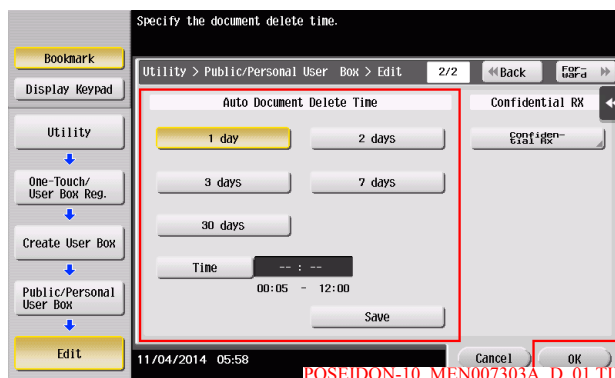 Specify the document delete time.
Bookmark
Display Keypad
Utility
One-Touch/
User Box Reg.
Create User Box
Public/Personal
User Box
Edit
Utility > Public/Personal User Box > Edit
2/2
Back
For-
ward
Auto Document Delete Time
1 day
2 days
3 days
7 days
30 days
Time
-- : --
00:05 - 12:00
Save
Confidential RX
Confiden-
tial RX
11/04/2014 05:58
Cancel
OK
POSEIDON-10_MEN007303A_D_01.TI